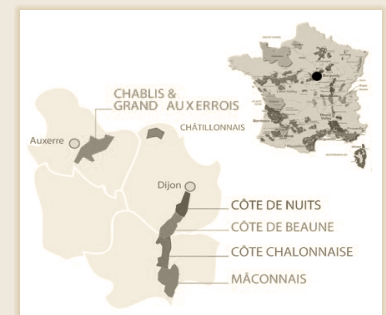 CHABLIS &
GRAND AUXERROIS
Auxerre
CHÂTILLONNAIS
Dijon
CÔTE DE NUITS
CÔTE DE BEAUNE
CÔTE CHALONNAISE
MÂCONNAIS